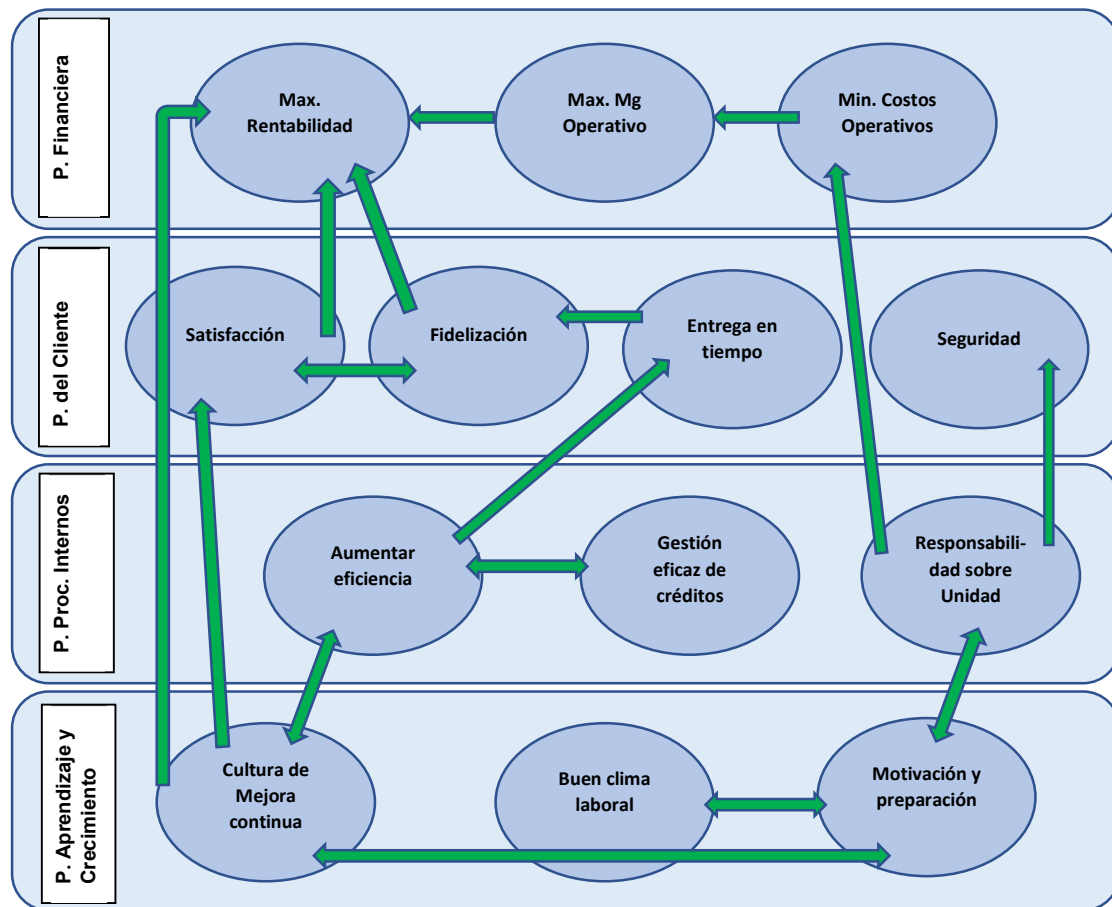 P. Financiera
Max.
Rentabilidad
Max. Mg
Operativo
Min. Costos
Operativos
P. del Cliente
Satisfacción
Fidelización
Entrega en
tiempo
Seguridad
P. Proc. Internos
Aumentar
eficiencia
Gestión
eficaz de
créditos
Responsabili-
dad sobre
Unidad
P. Aprendizaje y
Crecimiento
Cultura de
Mejora
continua
Buen clima
laboral
Motivación y
preparación